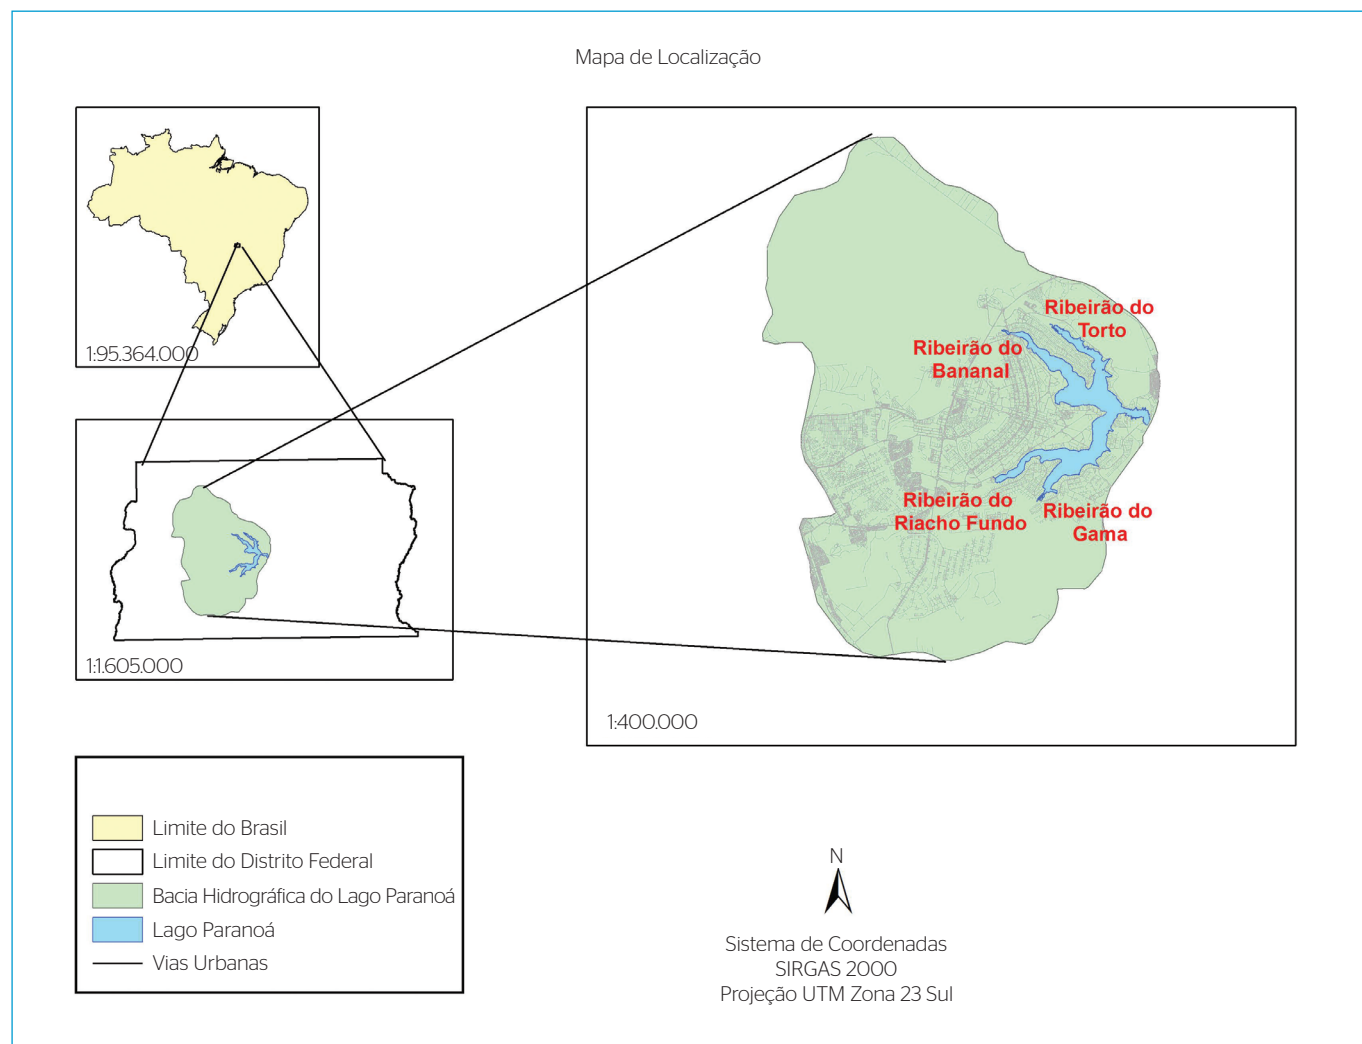 Mapa de Localização
1:95.364.000
1:1.605.000
Ribeirão do
Torto
Ribeirão do
Bananal
Ribeirão do
Riacho Fundo
Ribeirão do
Gama
1:400.000
Limite do Brasil
Limite do Distrito Federal
Bacia Hidrográfica do Lago Paranoá
Lago Paranoá
Vias Urbanas
N
Sistema de Coordenadas
SIRGAS 2000
Projeção UTM Zona 23 Sul